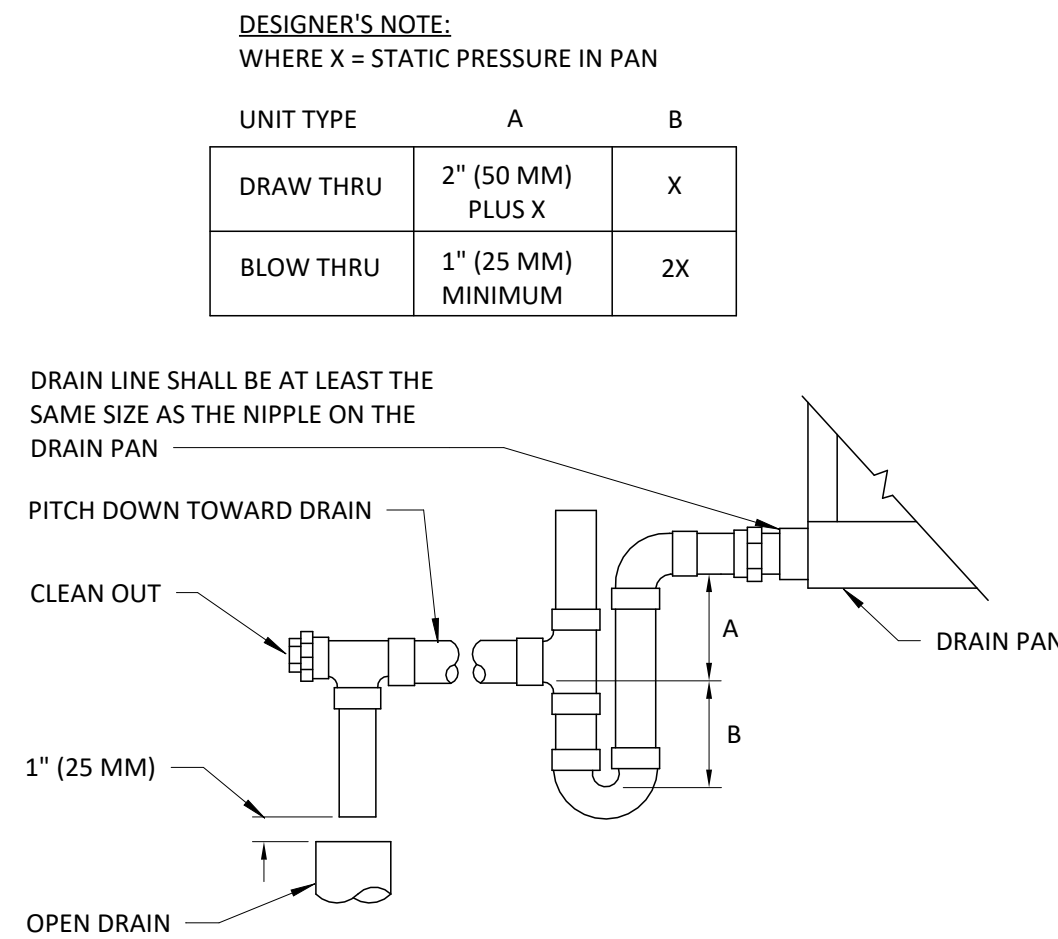 DESIGNER'S NOTE:
WHERE X = STATIC PRESSURE IN PAN
UNIT TYPE A B
DRAW THRU 2" (50 MM) PLUS X X
BLOW THRU 1" (25 MM) MINIMUM 2X
DRAIN LINE SHALL BE AT LEAST THE
SAME SIZE AS THE NIPPLE ON THE
DRAIN PAN
PITCH DOWN TOWARD DRAIN
CLEAN OUT
A
DRAIN PAN
B
1" (25 MM)
OPEN DRAIN